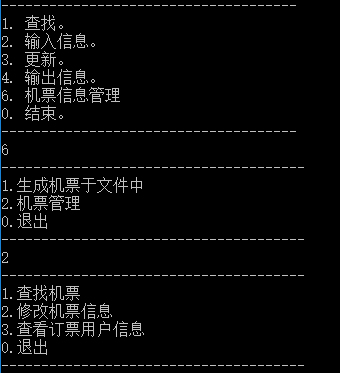 ---------------------------------
1. 查找。
2. 输入信息。
3. 更新。
4. 输出信息。
6. 机票信息管理
0. 结束。
---------------------------------
6
----------------------------------
1.生成机票于文件中
2.机票管理
0.退出
----------------------------------
2
----------------------------------
1.查找机票
2.修改机票信息
3.查看订票用户信息
0.退出
----------------------------------